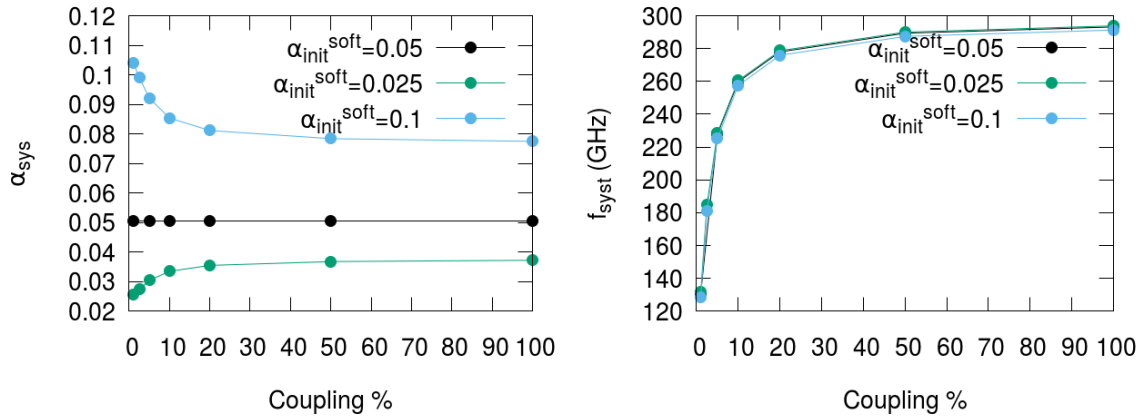 0.12
0.11
0.1
0.09
0.08
0.07
0.06
0.05
0.04
0.03
0.02
α_sys
α_init^soft=0.05
α_init^soft=0.025
α_init^soft=0.1
0 10 20 30 40 50 60 70 80 90 100
Coupling %
300
280
260
240
220
200
180
160
140
120
f_syst (GHz)
α_init^soft=0.05
α_init^soft=0.025
α_init^soft=0.1
0 10 20 30 40 50 60 70 80 90 100
Coupling %